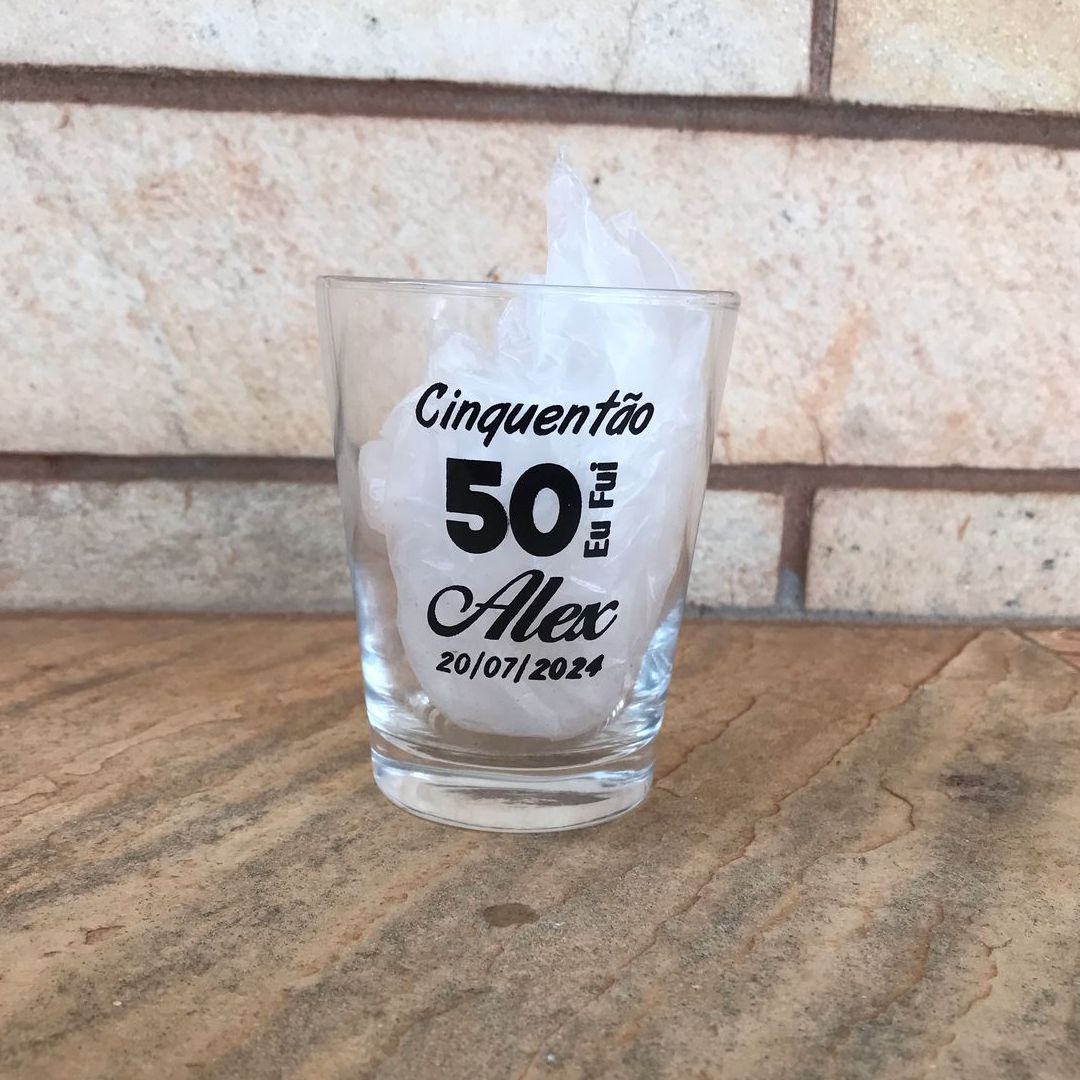 Cinquentão
50
Eu Fui
Alex
20/07/2024